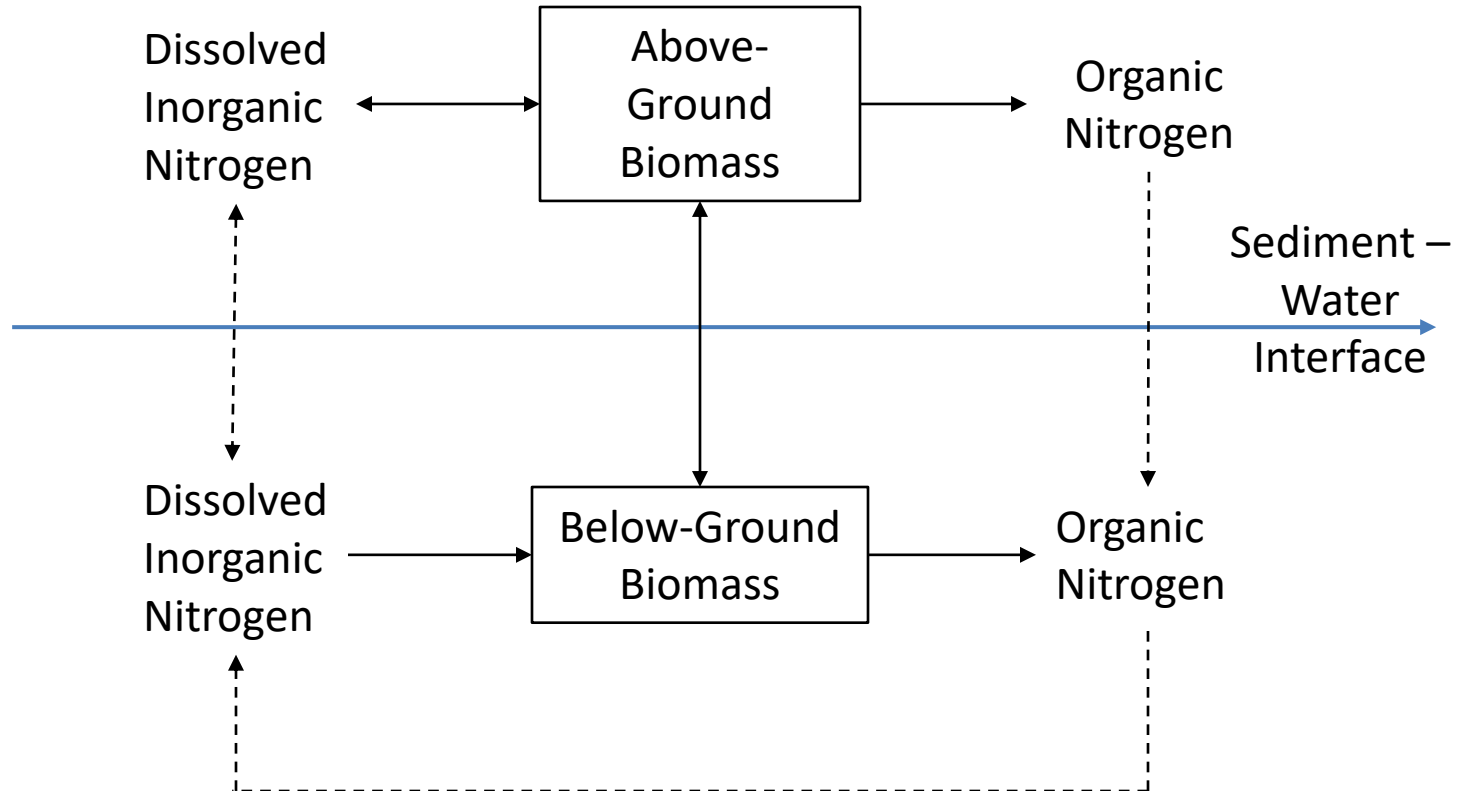 Dissolved
Inorganic
Nitrogen
Above-
Ground
Biomass
Organic
Nitrogen
Sediment –
Water
Interface
Dissolved
Inorganic
Nitrogen
Below-Ground
Biomass
Organic
Nitrogen